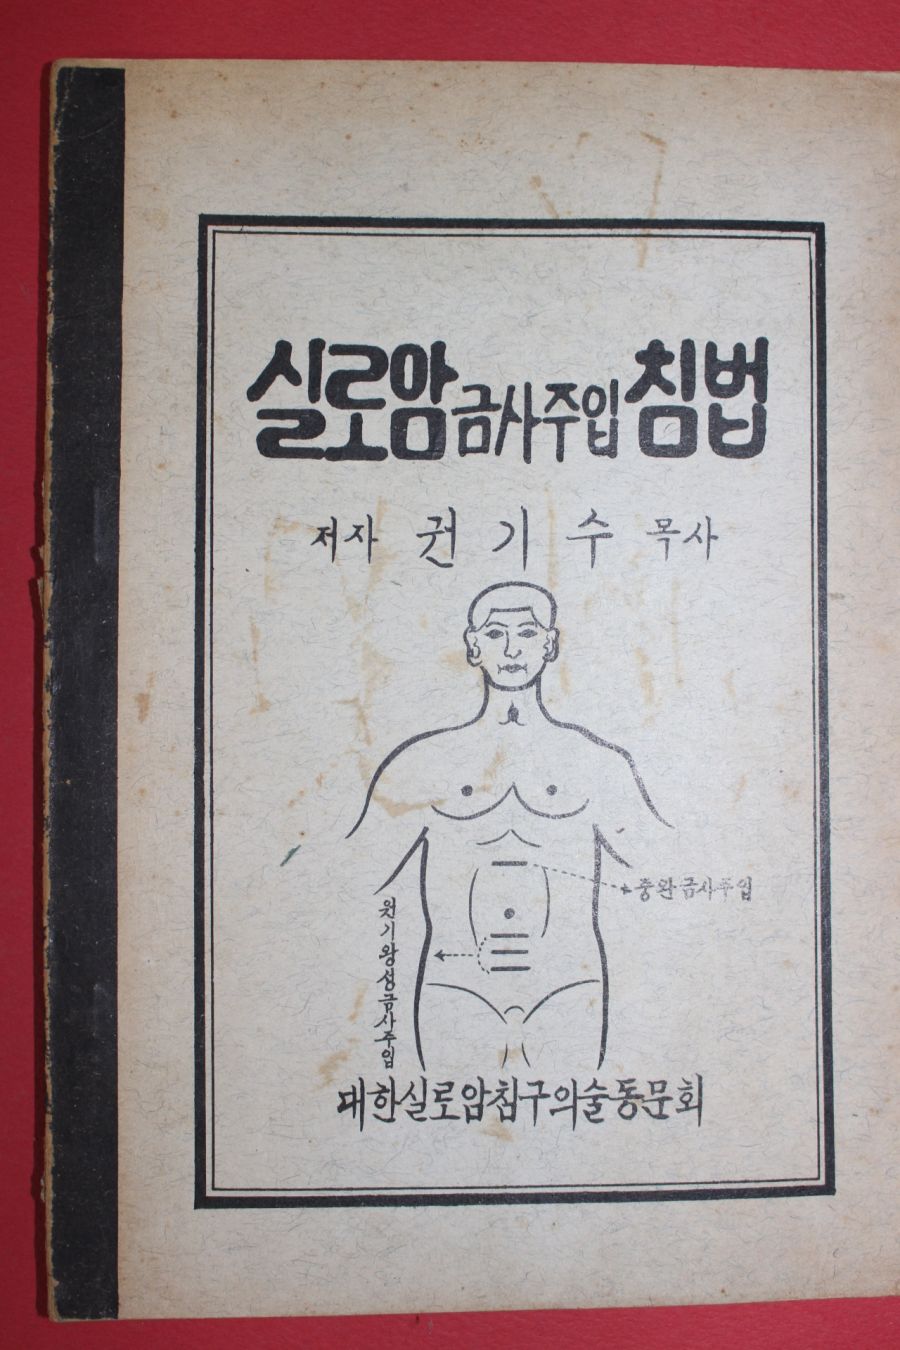 실로암금사주입침법
저자 권기수 목사
중완금사주입
원기왕성금사주입
대한실로암침구의술동문회